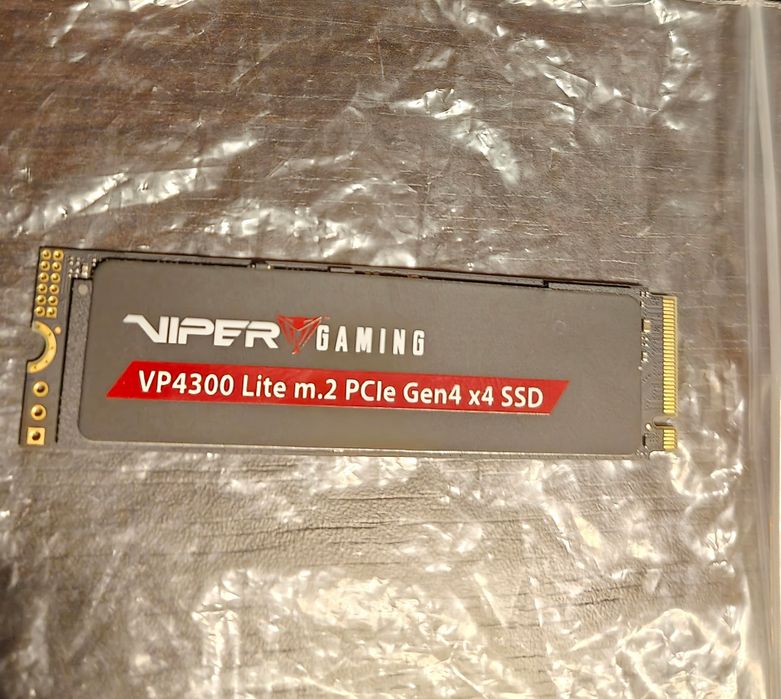 VIPER GAMING
VP4300 Lite m.2 PCIe Gen4 x4 SSD